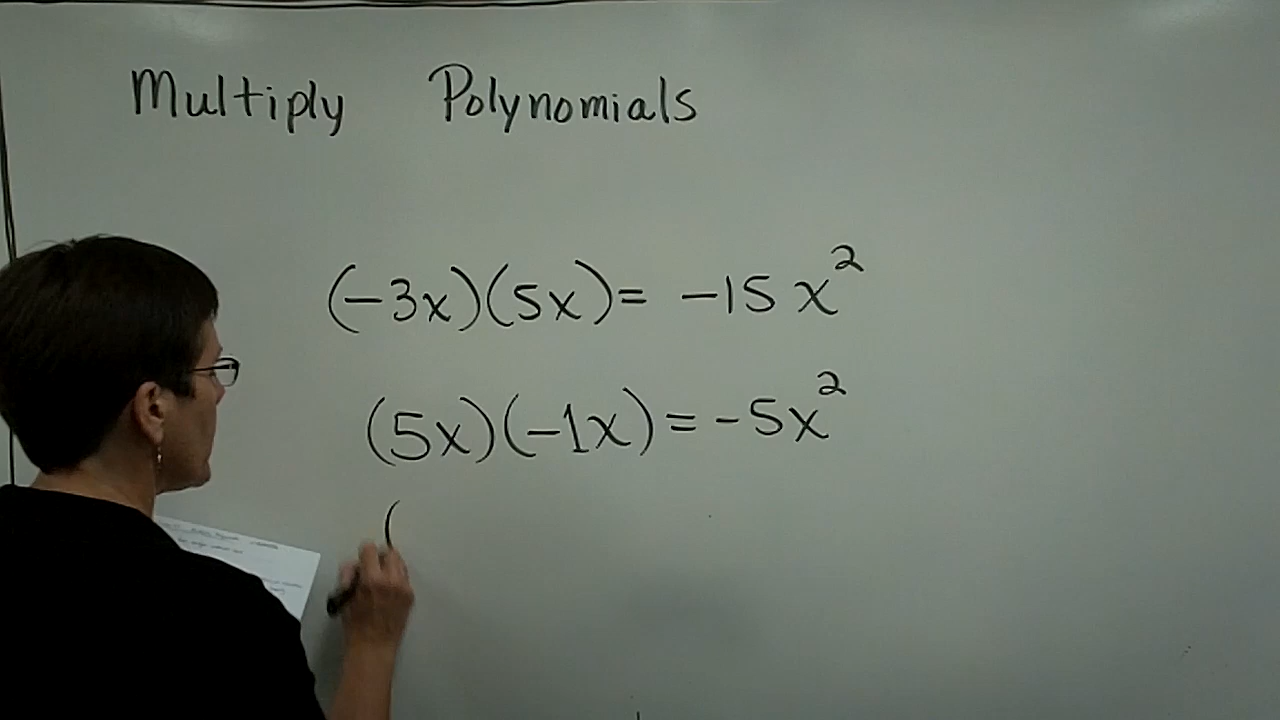 Multiply Polynomials
(-3x)(5x)= -15x²
(5x)(-1x)= -5x²
(